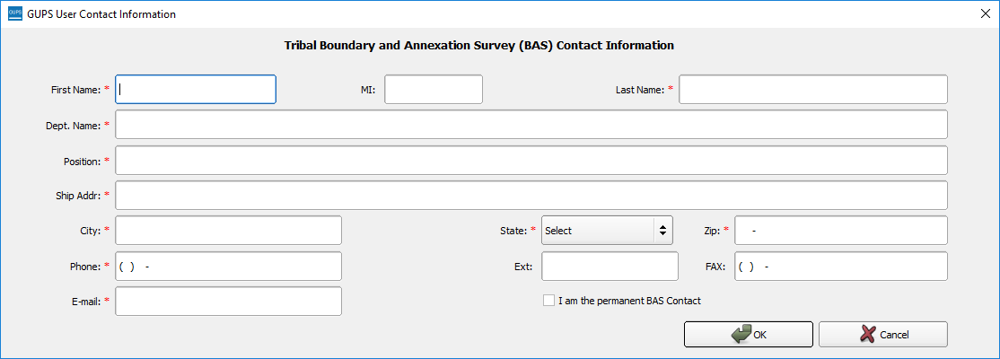 GUPS GUPS User Contact Information
Tribal Boundary and Annexation Survey (BAS) Contact Information
First Name: * MI: Last Name: *
Dept. Name: *
Position: *
Ship Addr: *
City: * State: * Select Zip: * -
Phone: * ( ) - Ext: FAX: ( ) -
E-mail: * I am the permanent BAS Contact
OK Cancel